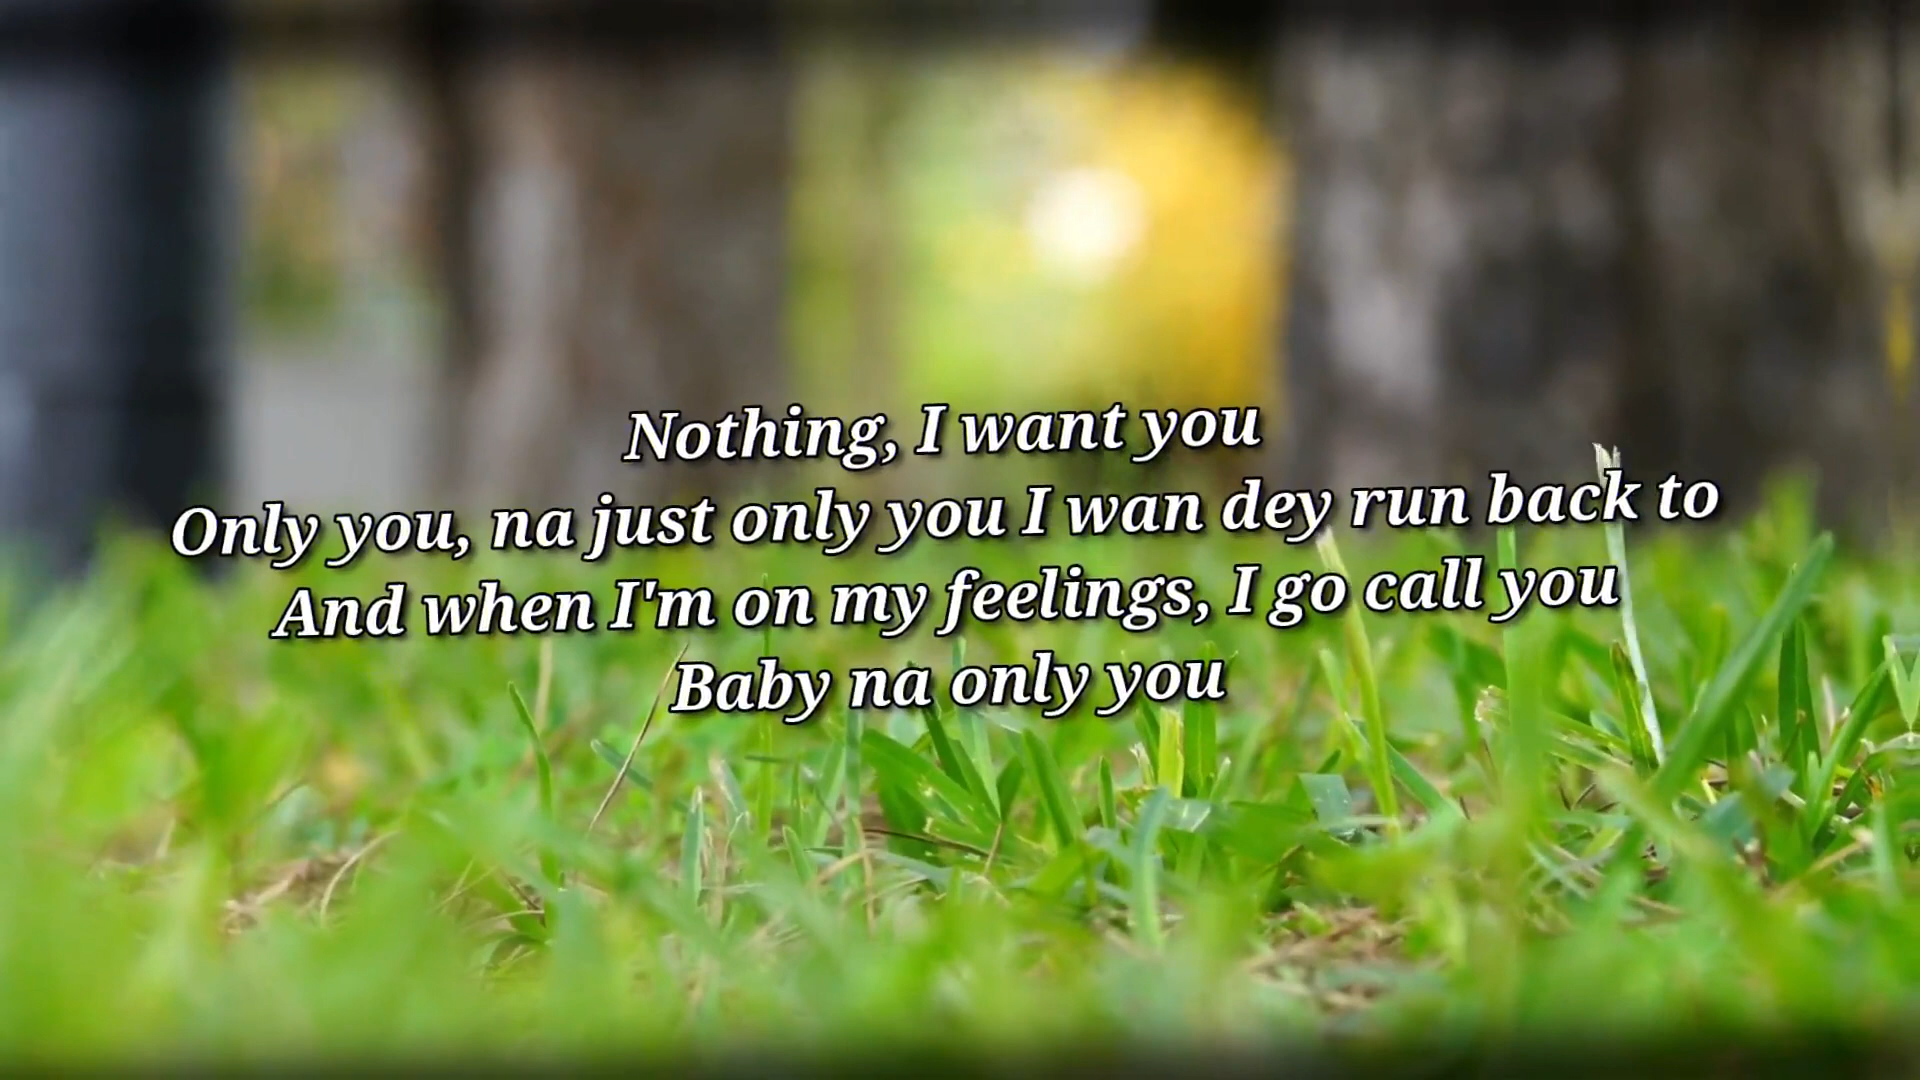 Nothing, I want you
Only you, na just only you I wan dey run back to
And when I'm on my feelings, I go call you
Baby na only you